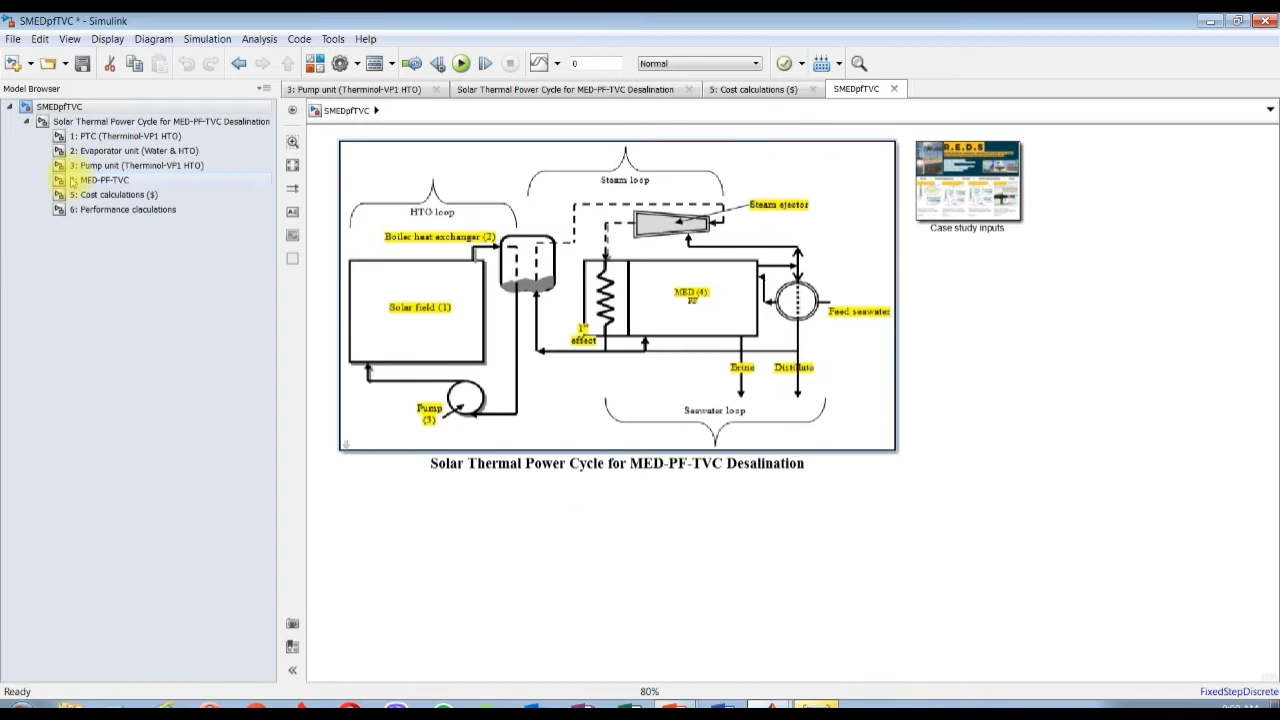 SMEDpfTVC * - Simulink
File Edit View Display Diagram Simulation Analysis Code Tools Help
0 Normal
Model Browser
3: Pump unit (Therminol-VP1 HTO) Solar Thermal Power Cycle for MED-PF-TVC Desalination 5: Cost calculations ($) SMEDpfTVC
SMEDpfTVC
SMEDpfTVC
Solar Thermal Power Cycle for MED-PF-TVC Desalination
1: PTC (Therminol-VP1 HTO)
2: Evaporator unit (Water & HTO)
3: Pump unit (Therminol-VP1 HTO)
MED-PF-TVC
5: Cost calculations ($)
6: Performance claculations
Steam loop
HTO loop
Steam ejector
Boiler heat exchanger (2)
Solar field (1)
MED (4):
PF
Feed seawater
1st
effect
Brine
Distillate
Pump
(3)
Seawater loop
Solar Thermal Power Cycle for MED-PF-TVC Desalination
R.E.D.S
Case study inputs
Ready
80%
FixedStepDiscrete